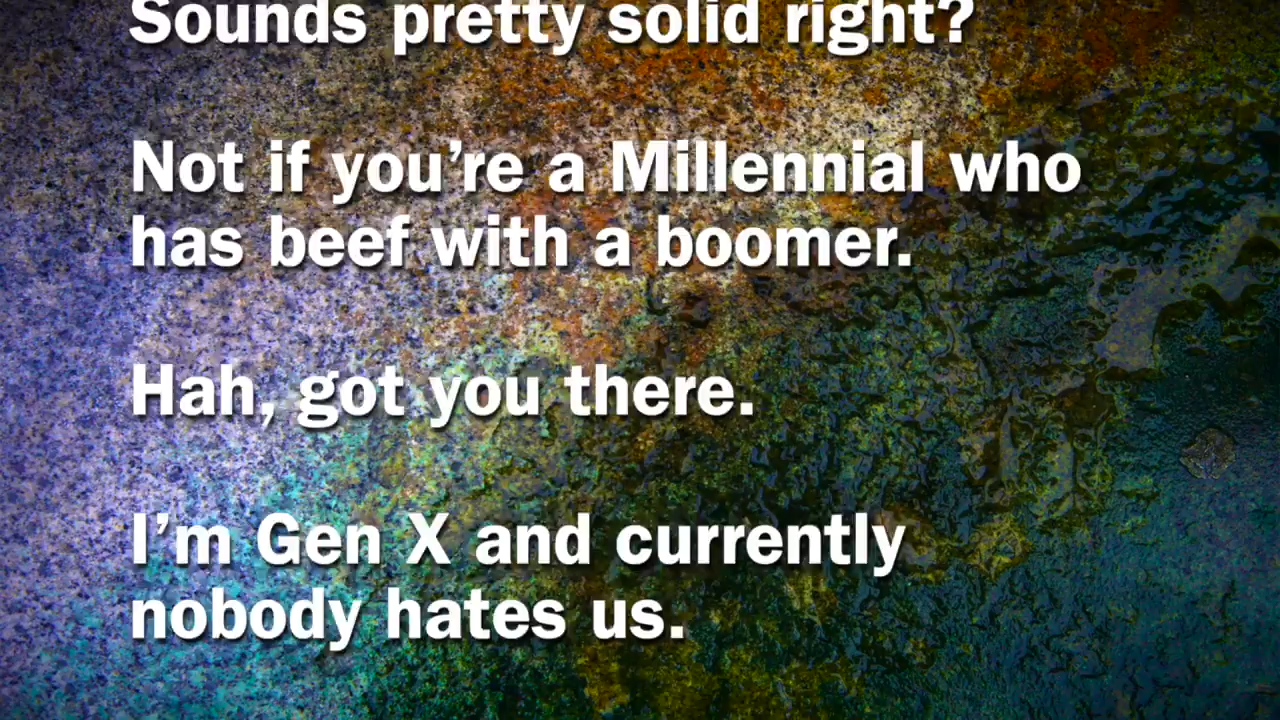 Sounds pretty solid right?
Not if you’re a Millennial who
has beef with a boomer.
Hah, got you there.
I’m Gen X and currently
nobody hates us.